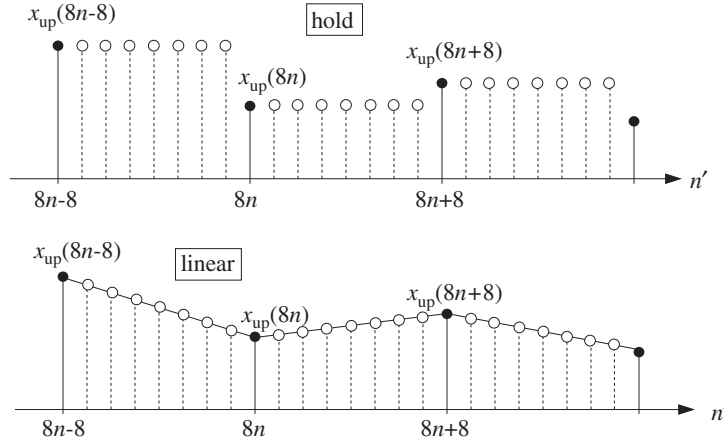 x_up(8n-8)
hold
x_up(8n)
x_up(8n+8)
8n-8
8n
8n+8
n′
x_up(8n-8)
linear
x_up(8n)
x_up(8n+8)
8n-8
8n
8n+8
n